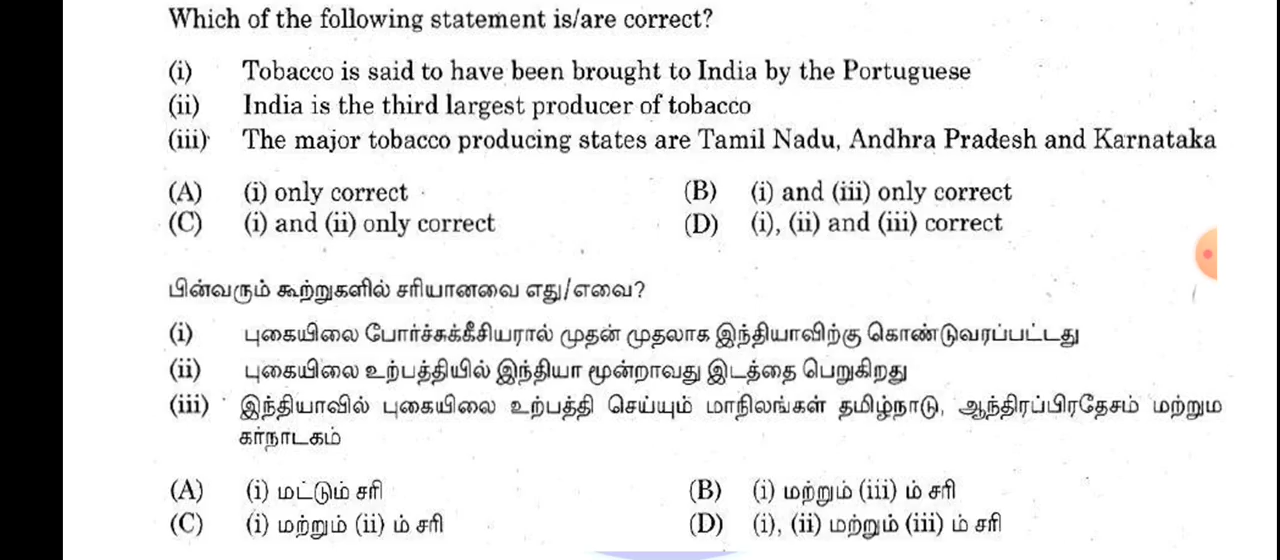 Which of the following statement is/are correct?
(i) Tobacco is said to have been brought to India by the Portuguese
(ii) India is the third largest producer of tobacco
(iii) The major tobacco producing states are Tamil Nadu, Andhra Pradesh and Karnataka
(A) (i) only correct (B) (i) and (iii) only correct
(C) (i) and (ii) only correct (D) (i), (ii) and (iii) correct
பின்வரும் கூற்றுகளில் சரியானவை எது/எவை?
(i) புகையிலை போர்ச்சுக்கீசியரால் முதன் முதலாக இந்தியாவிற்கு கொண்டுவரப்பட்டது
(ii) புகையிலை உற்பத்தியில் இந்தியா மூன்றாவது இடத்தை பெறுகிறது
(iii) இந்தியாவில் புகையிலை உற்பத்தி செய்யும் மாநிலங்கள் தமிழ்நாடு, ஆந்திரப்பிரதேசம் மற்றும
கர்நாடகம்
(A) (i) மட்டும் சரி (B) (i) மற்றும் (iii) ம் சரி
(C) (i) மற்றும் (ii) ம் சரி (D) (i), (ii) மற்றும் (iii) ம் சரி